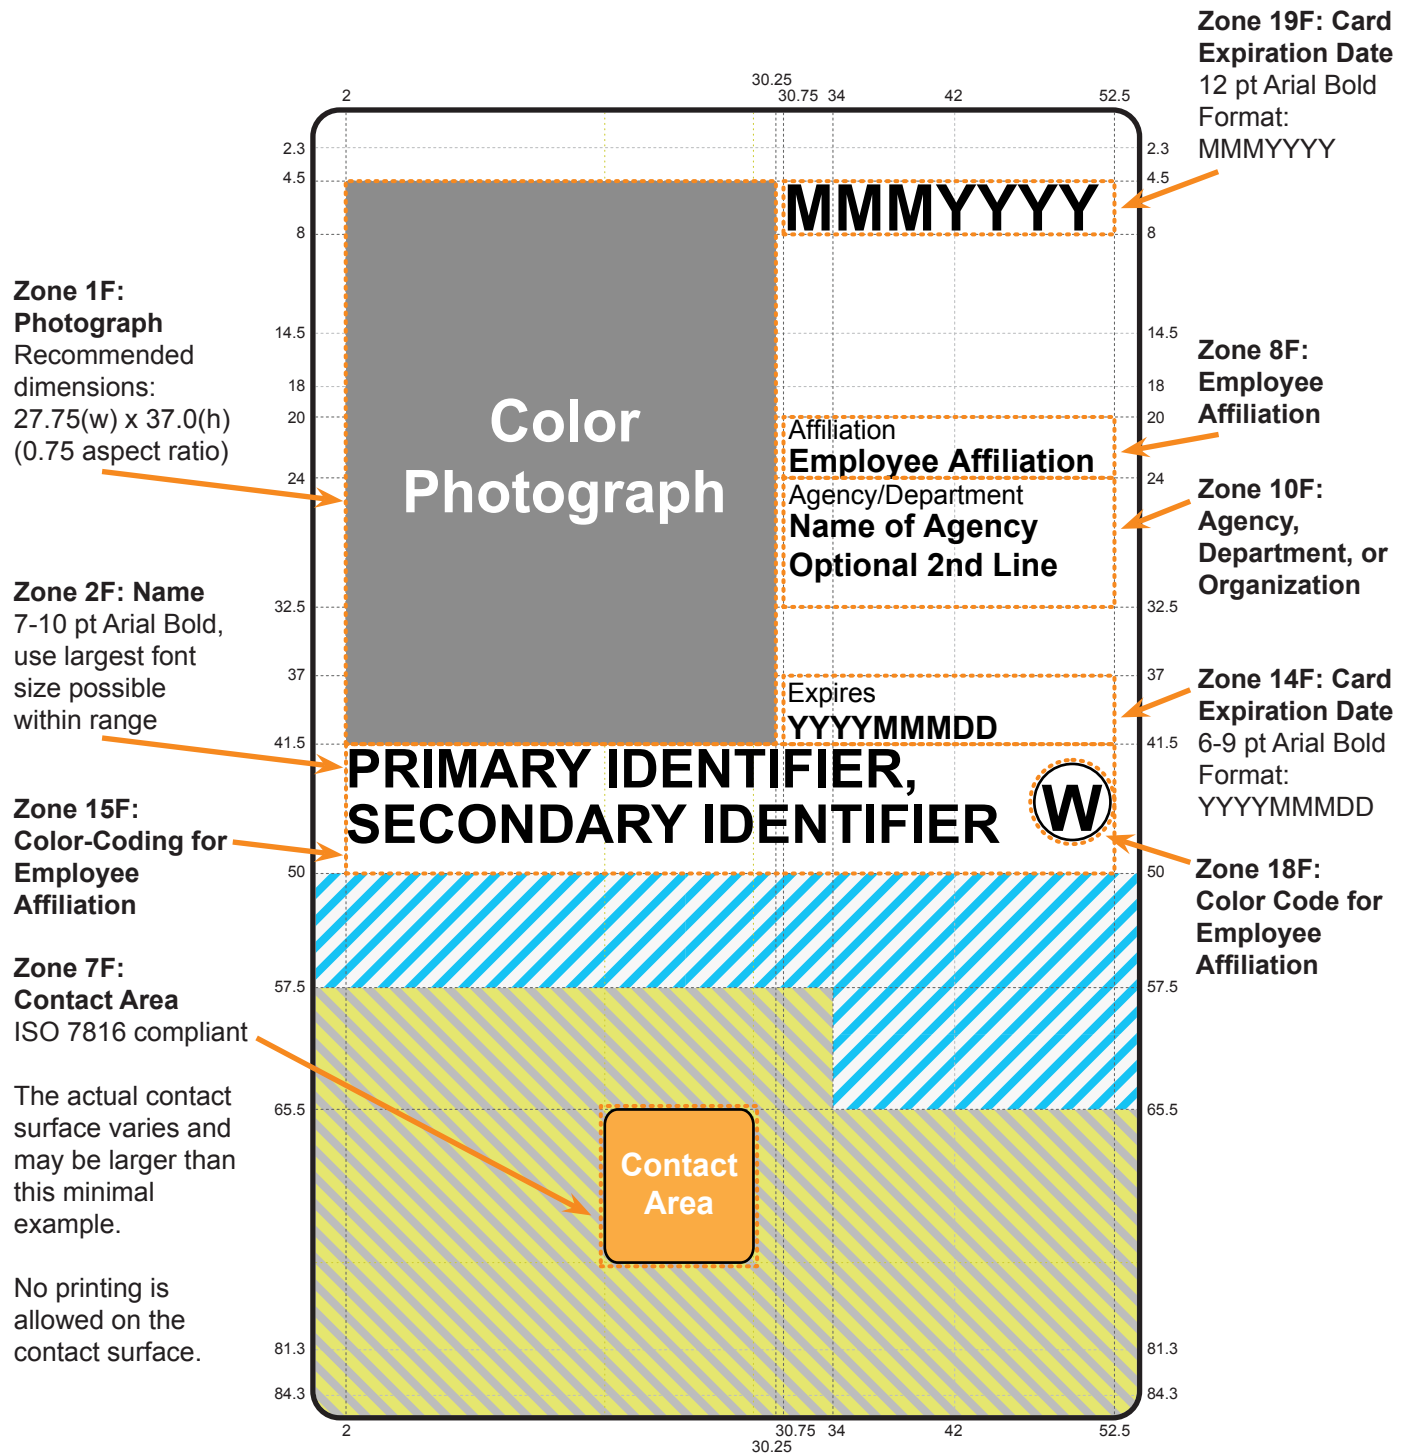 Zone 19F: Card
Expiration Date
12 pt Arial Bold
Format:
MMMYYYY
30.25
2
30.75
34
42
52.5
2.3
2.3
4.5
4.5
MMMYYYY
8
8
Zone 1F:
Photograph
Recommended
dimensions:
27.75(w) x 37.0(h)
(0.75 aspect ratio)
14.5
14.5
18
18
20
20
Color
Photograph
Zone 8F:
Employee
Affiliation
Affiliation
Employee Affiliation
24
24
Agency/Department
Name of Agency
Optional 2nd Line
Zone 10F:
Agency,
Department, or
Organization
Zone 2F: Name
7-10 pt Arial Bold,
use largest font
size possible
within range
32.5
32.5
37
37
Expires
YYYYMMMDD
Zone 14F: Card
Expiration Date
6-9 pt Arial Bold
Format:
YYYYMMMDD
41.5
41.5
PRIMARY IDENTIFIER,
SECONDARY IDENTIFIER
W
Zone 15F:
Color-Coding for
Employee
Affiliation
50
50
Zone 18F:
Color Code for
Employee
Affiliation
Zone 7F:
Contact Area
ISO 7816 compliant
57.5
57.5
The actual contact
surface varies and
may be larger than
this minimal
example.
65.5
65.5
Contact
Area
No printing is
allowed on the
contact surface.
81.3
81.3
84.3
84.3
2
30.75
34
42
52.5
30.25